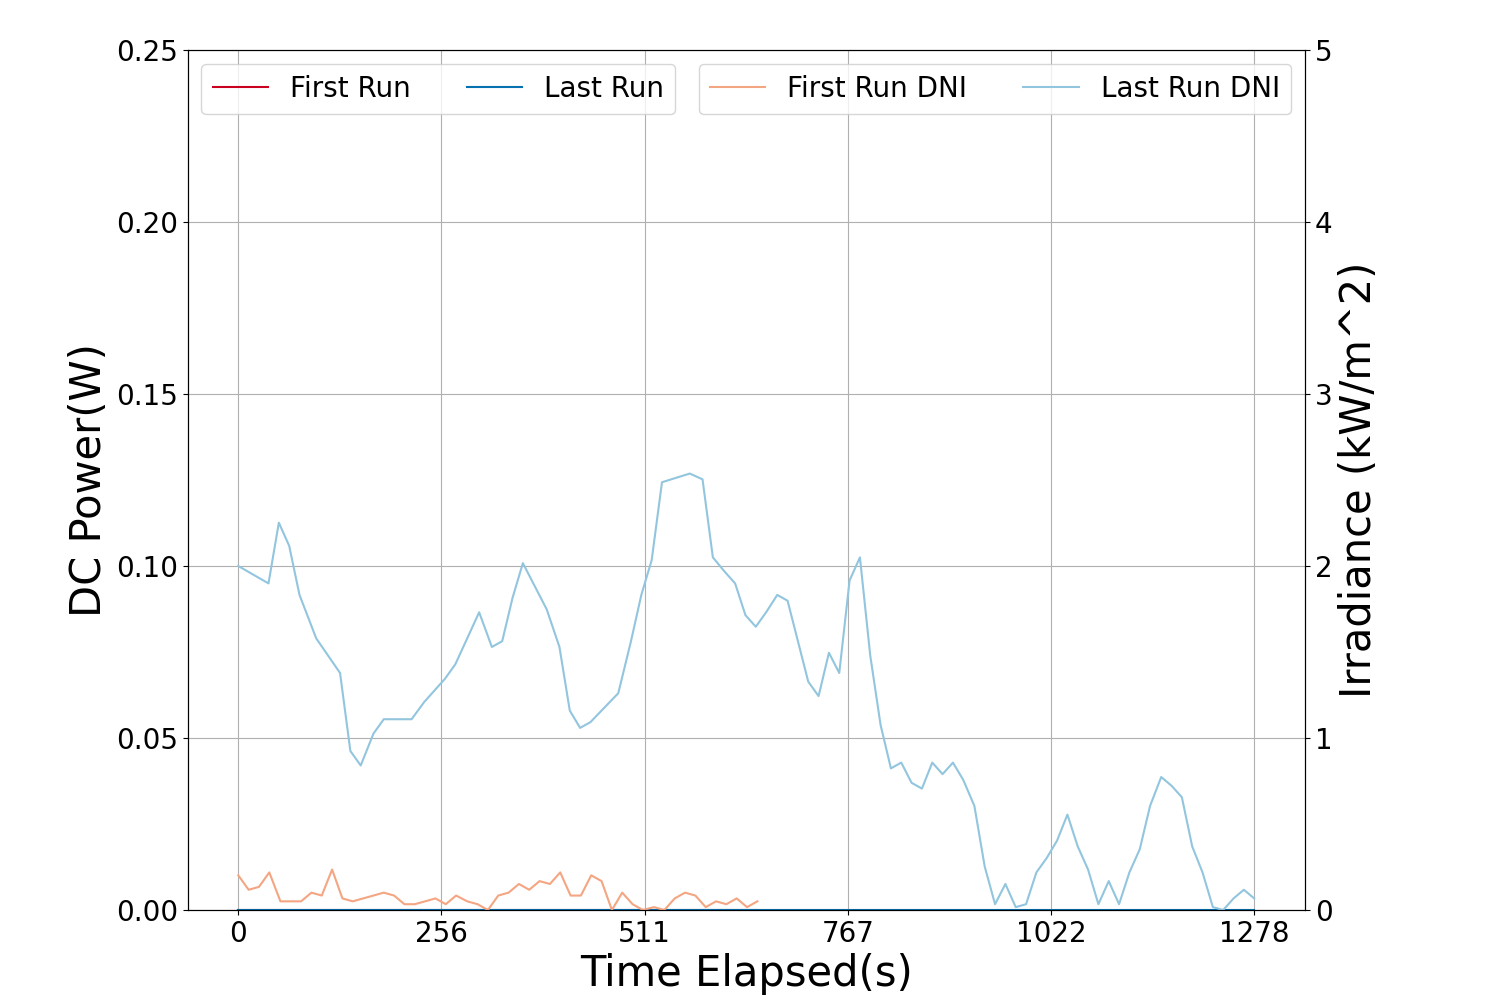 First Run
Last Run
First Run DNI
Last Run DNI
0.25
0.20
0.15
0.10
0.05
0.00
DC Power(W)
5
4
3
2
1
0
Irradiance (kW/m^2)
0
256
511
767
1022
1278
Time Elapsed(s)